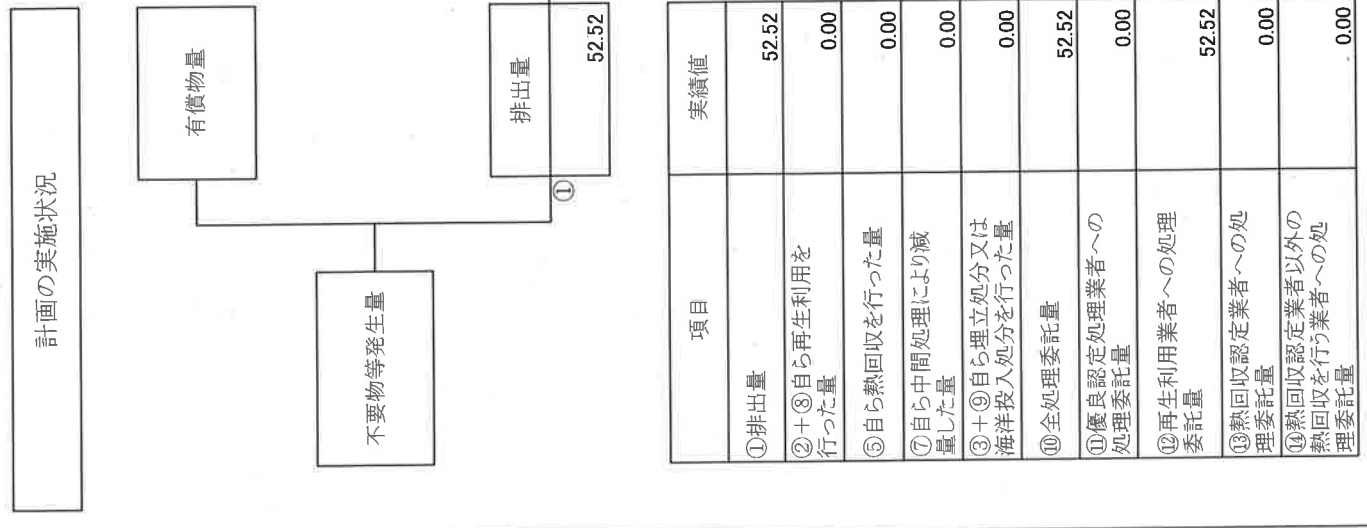 計画の実施状況
有償物量
不要物等発生量
排出量
①
52.52
項目
実績値
①排出量
52.52
②+⑧自ら再生利用を
行った量
0.00
⑤自ら熱回収を行った量
0.00
⑦自ら中間処理により減
量した量
0.00
③+⑨自ら埋立処分又は
海洋投入処分を行った量
0.00
⑩全処理委託量
52.52
⑪優良認定処理業者への
処理委託量
0.00
⑫再生利用業者への処理
委託量
52.52
⑬熱回収認定業者への処
理委託量
0.00
⑭熱回収認定業者以外の
熱回収を行う業者への処
理委託量
0.00